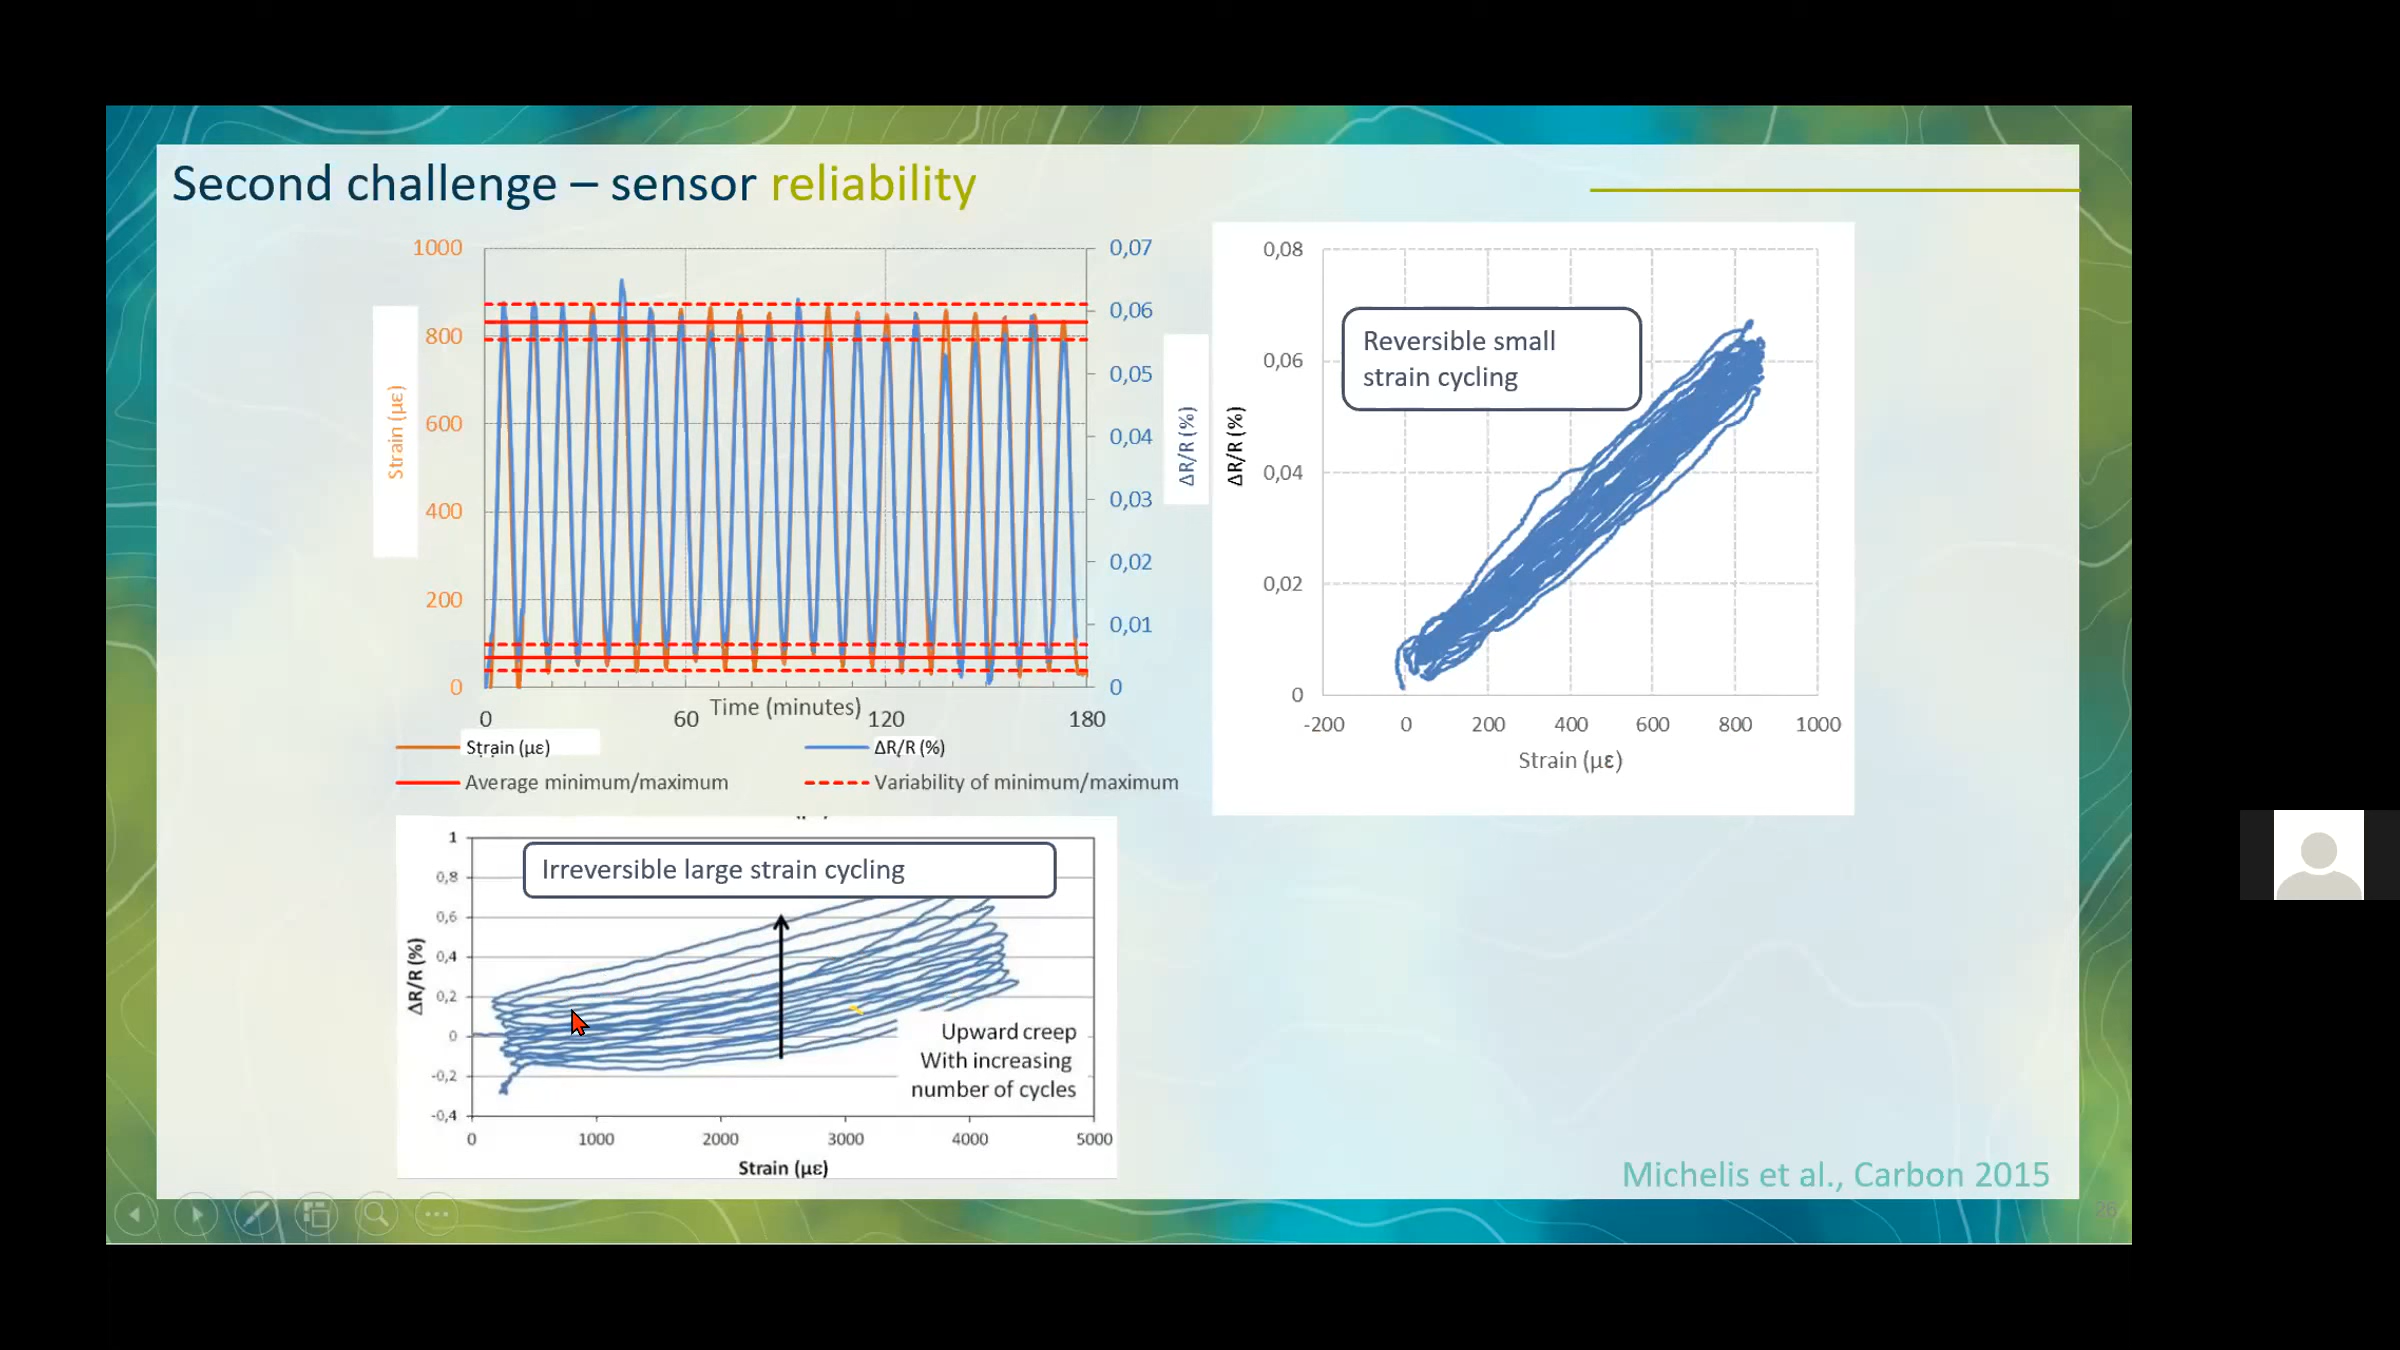 Second challenge – sensor reliability
1000
800
600
400
200
0
Strain (µε)
0,07
0,06
0,05
0,04
0,03
0,02
0,01
0
ΔR/R (%)
0
60
120
180
Time (minutes)
Strain (µε)
ΔR/R (%)
Average minimum/maximum
Variability of minimum/maximum
Reversible small
strain cycling
ΔR/R (%)
0,08
0,06
0,04
0,02
0
-200
0
200
400
600
800
1000
Strain (µε)
Irreversible large strain cycling
ΔR/R (%)
1
0,8
0,6
0,4
0,2
0
-0,2
-0,4
Upward creep
With increasing
number of cycles
0
1000
2000
3000
4000
5000
Strain (µε)
Michelis et al., Carbon 2015
26